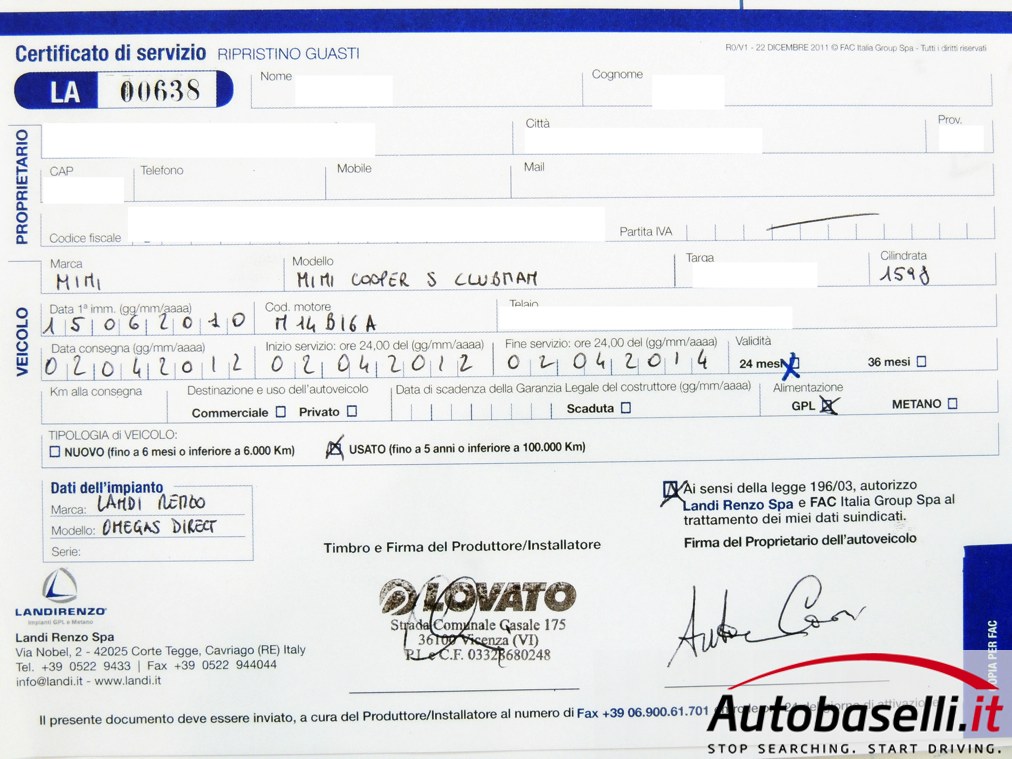 Certificato di servizio RIPRISTINO GUASTI
R0/V1 - 22 DICEMBRE 2011 © FAC Italia Group Spa - Tutti i diritti riservati
LA 00638
Nome Cognome
PROPRIETARIO
Città Prov.
CAP Telefono Mobile Mail
Codice fiscale Partita IVA
VEICOLO
Marca Modello Targa Cilindrata
MINI MINI COOPER S CLUBMAN 1598
Data 1ª imm. (gg/mm/aaaa) Cod. motore Telaio
15062010 N14B16A
Data consegna (gg/mm/aaaa) Inizio servizio: ore 24,00 del (gg/mm/aaaa) Fine servizio: ore 24,00 del (gg/mm/aaaa) Validità
02042012 02042012 02042014 24 mesi 36 mesi
Km alla consegna Destinazione e uso dell'autoveicolo Data di scadenza della Garanzia Legale del costruttore (gg/mm/aaaa) Alimentazione
Commerciale Privato Scaduta GPL METANO
TIPOLOGIA di VEICOLO:
NUOVO (fino a 6 mesi o inferiore a 6.000 Km) USATO (fino a 5 anni o inferiore a 100.000 Km)
Dati dell'impianto
Marca: LANDI RENZO
Modello: OMEGAS DIRECT
Serie:
Ai sensi della legge 196/03, autorizzo
Landi Renzo Spa e FAC Italia Group Spa al
trattamento dei miei dati suindicati.
Firma del Proprietario dell'autoveicolo
Timbro e Firma del Produttore/Installatore
LOVATO
Strada Comunale Casale 175
36100 Vicenza (VI)
P.I. e C.F. 03328680248
LANDIRENZO
Impianti GPL e Metano
Landi Renzo Spa
Via Nobel, 2 - 42025 Corte Tegge, Cavriago (RE) Italy
Tel. +39 0522 9433 | Fax +39 0522 944044
info@landi.it - www.landi.it
COPIA PER FAC
Il presente documento deve essere inviato, a cura del Produttore/Installatore al numero di Fax +39 06.900.61.701
Autobaselli.it
STOP SEARCHING. START DRIVING.